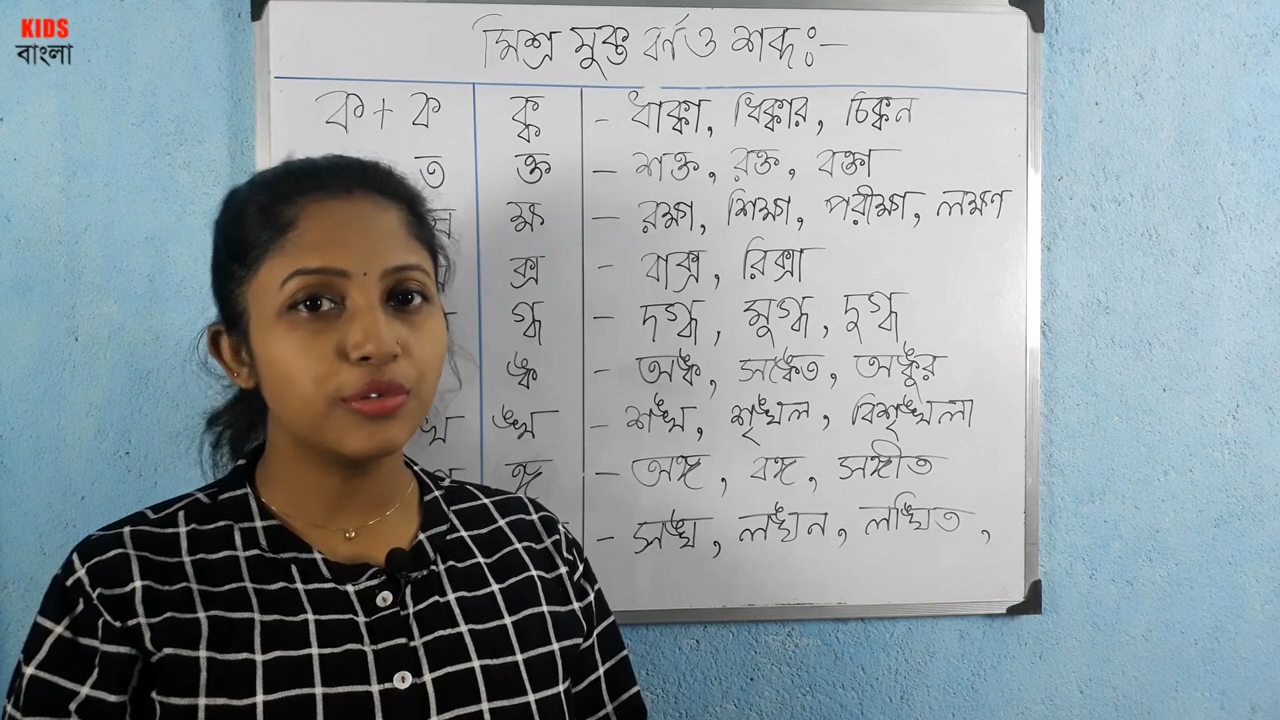 KIDS
বাংলা
মিশ্র যুক্ত বর্ন ও শব্দ :-
ক + ক ক্ক - ধাক্কা, ধিক্কার, চিক্কন
ত ক্ত - শক্ত, রক্ত, বক্তা
ক্ষ - রক্ষা, শিক্ষা, পরীক্ষা, লক্ষণ
ক্স - বাক্স, রিক্সা
গ্ধ - দগ্ধ, মুগ্ধ, দুগ্ধ
ঙ্ক - অঙ্ক, সঙ্কেত, অঙ্কুর
খ ঙ্খ - শঙ্খ, শৃঙ্খল, বিশৃঙ্খলা
ঙ্গ - অঙ্গ, বঙ্গ, সঙ্গীত
- সঙ্ঘ, লঙ্ঘন, লঙ্ঘিত,